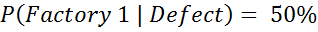 P(Factory 1 | Defect) = 50%